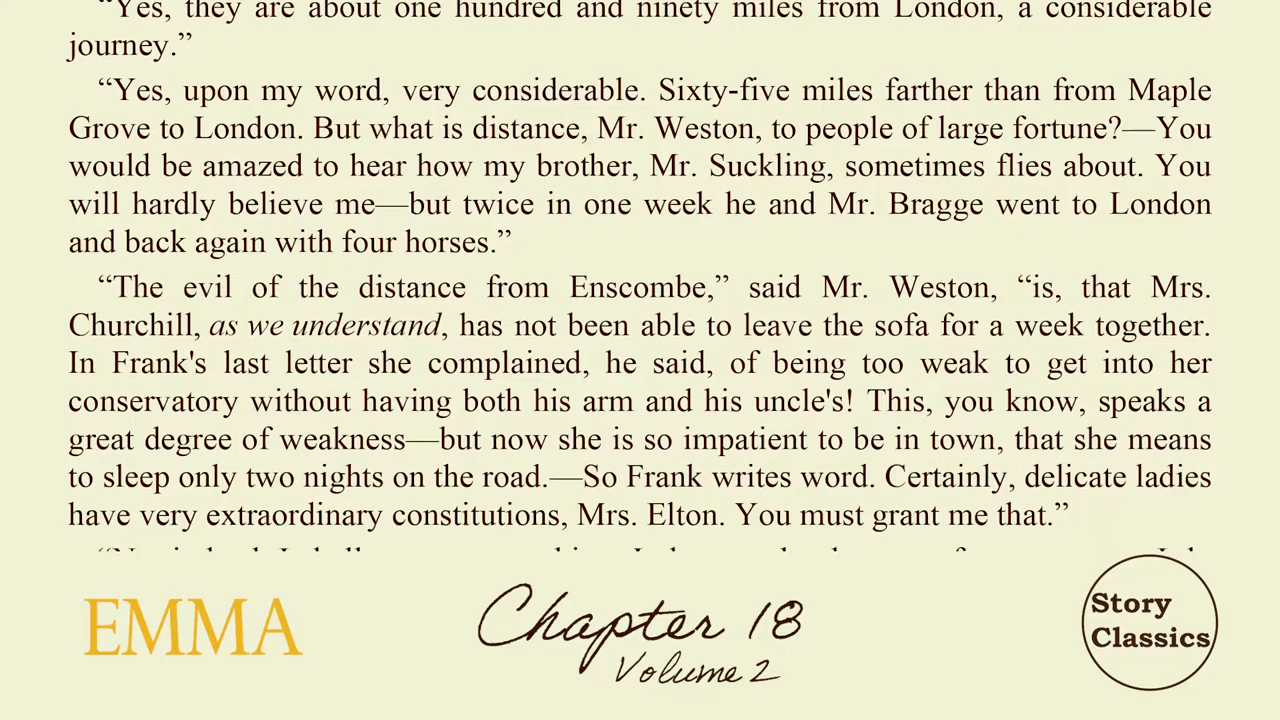 “Yes, they are about one hundred and ninety miles from London, a considerable
journey.”
“Yes, upon my word, very considerable. Sixty-five miles farther than from Maple
Grove to London. But what is distance, Mr. Weston, to people of large fortune?—You
would be amazed to hear how my brother, Mr. Suckling, sometimes flies about. You
will hardly believe me—but twice in one week he and Mr. Bragge went to London
and back again with four horses.”
“The evil of the distance from Enscombe,” said Mr. Weston, “is, that Mrs.
Churchill, as we understand, has not been able to leave the sofa for a week together.
In Frank's last letter she complained, he said, of being too weak to get into her
conservatory without having both his arm and his uncle's! This, you know, speaks a
great degree of weakness—but now she is so impatient to be in town, that she means
to sleep only two nights on the road.—So Frank writes word. Certainly, delicate ladies
have very extraordinary constitutions, Mrs. Elton. You must grant me that.”
EMMA
Chapter 18
Volume 2
Story
Classics